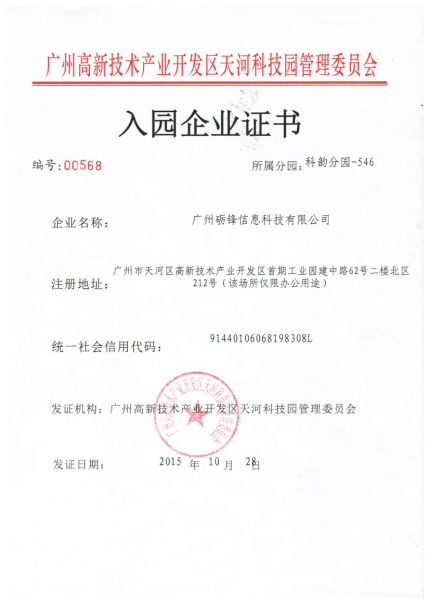 广州高新技术产业开发区天河科技园管理委员会
入园企业证书
编号:00568 所属分园:科韵分园-546
企业名称: 广州砺锋信息科技有限公司
广州市天河区高新技术产业开发区首期工业园建中路62号二楼北区
注册地址: 212号(该场所仅限办公用途)
统一社会信用代码: 91440106068198308L
发证机构: 广州高新技术产业开发区天河科技园管理委员会
发证日期: 2015 年 10 月 28日